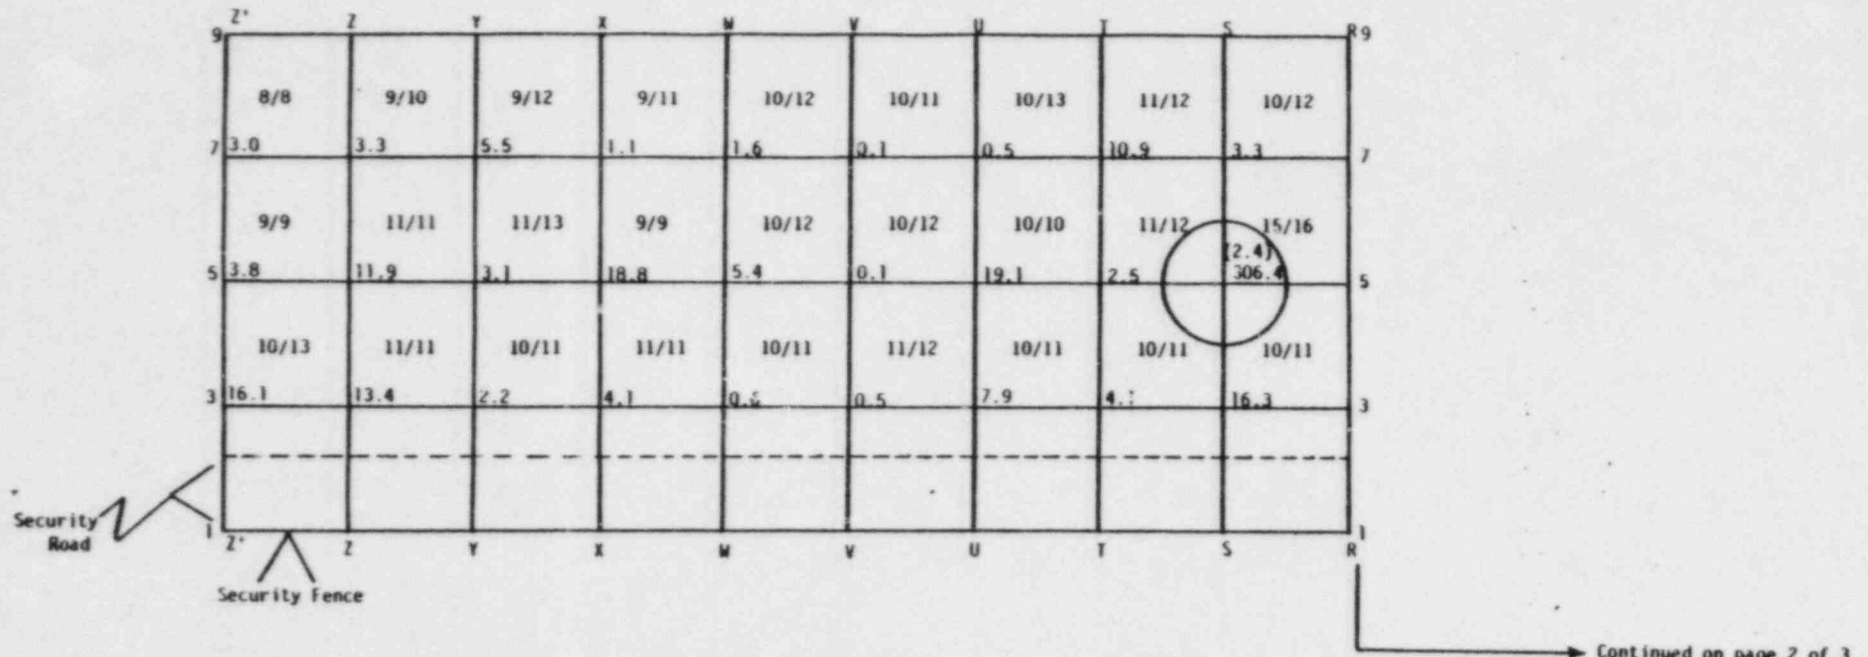 Z' Z Y X W V U T S R
9 9
8/8 9/10 9/12 9/11 10/12 10/11 10/13 11/12 10/12
7 3.0 3.3 5.5 1.1 1.6 0.1 0.5 10.9 3.3 7
9/9 11/11 11/13 9/9 10/12 10/12 10/10 11/12 15/16
[2.4]
5 3.8 11.9 3.1 18.8 5.4 0.1 19.1 2.5 306.4 5
10/13 11/11 10/11 11/11 10/11 11/12 10/11 10/11 10/11
3 16.1 13.4 2.2 4.1 0.5 7.9 16.3 3
Security
Road
1 1
Z' Z Y X W V U T S R
Security Fence
Continued on page 2 of 3